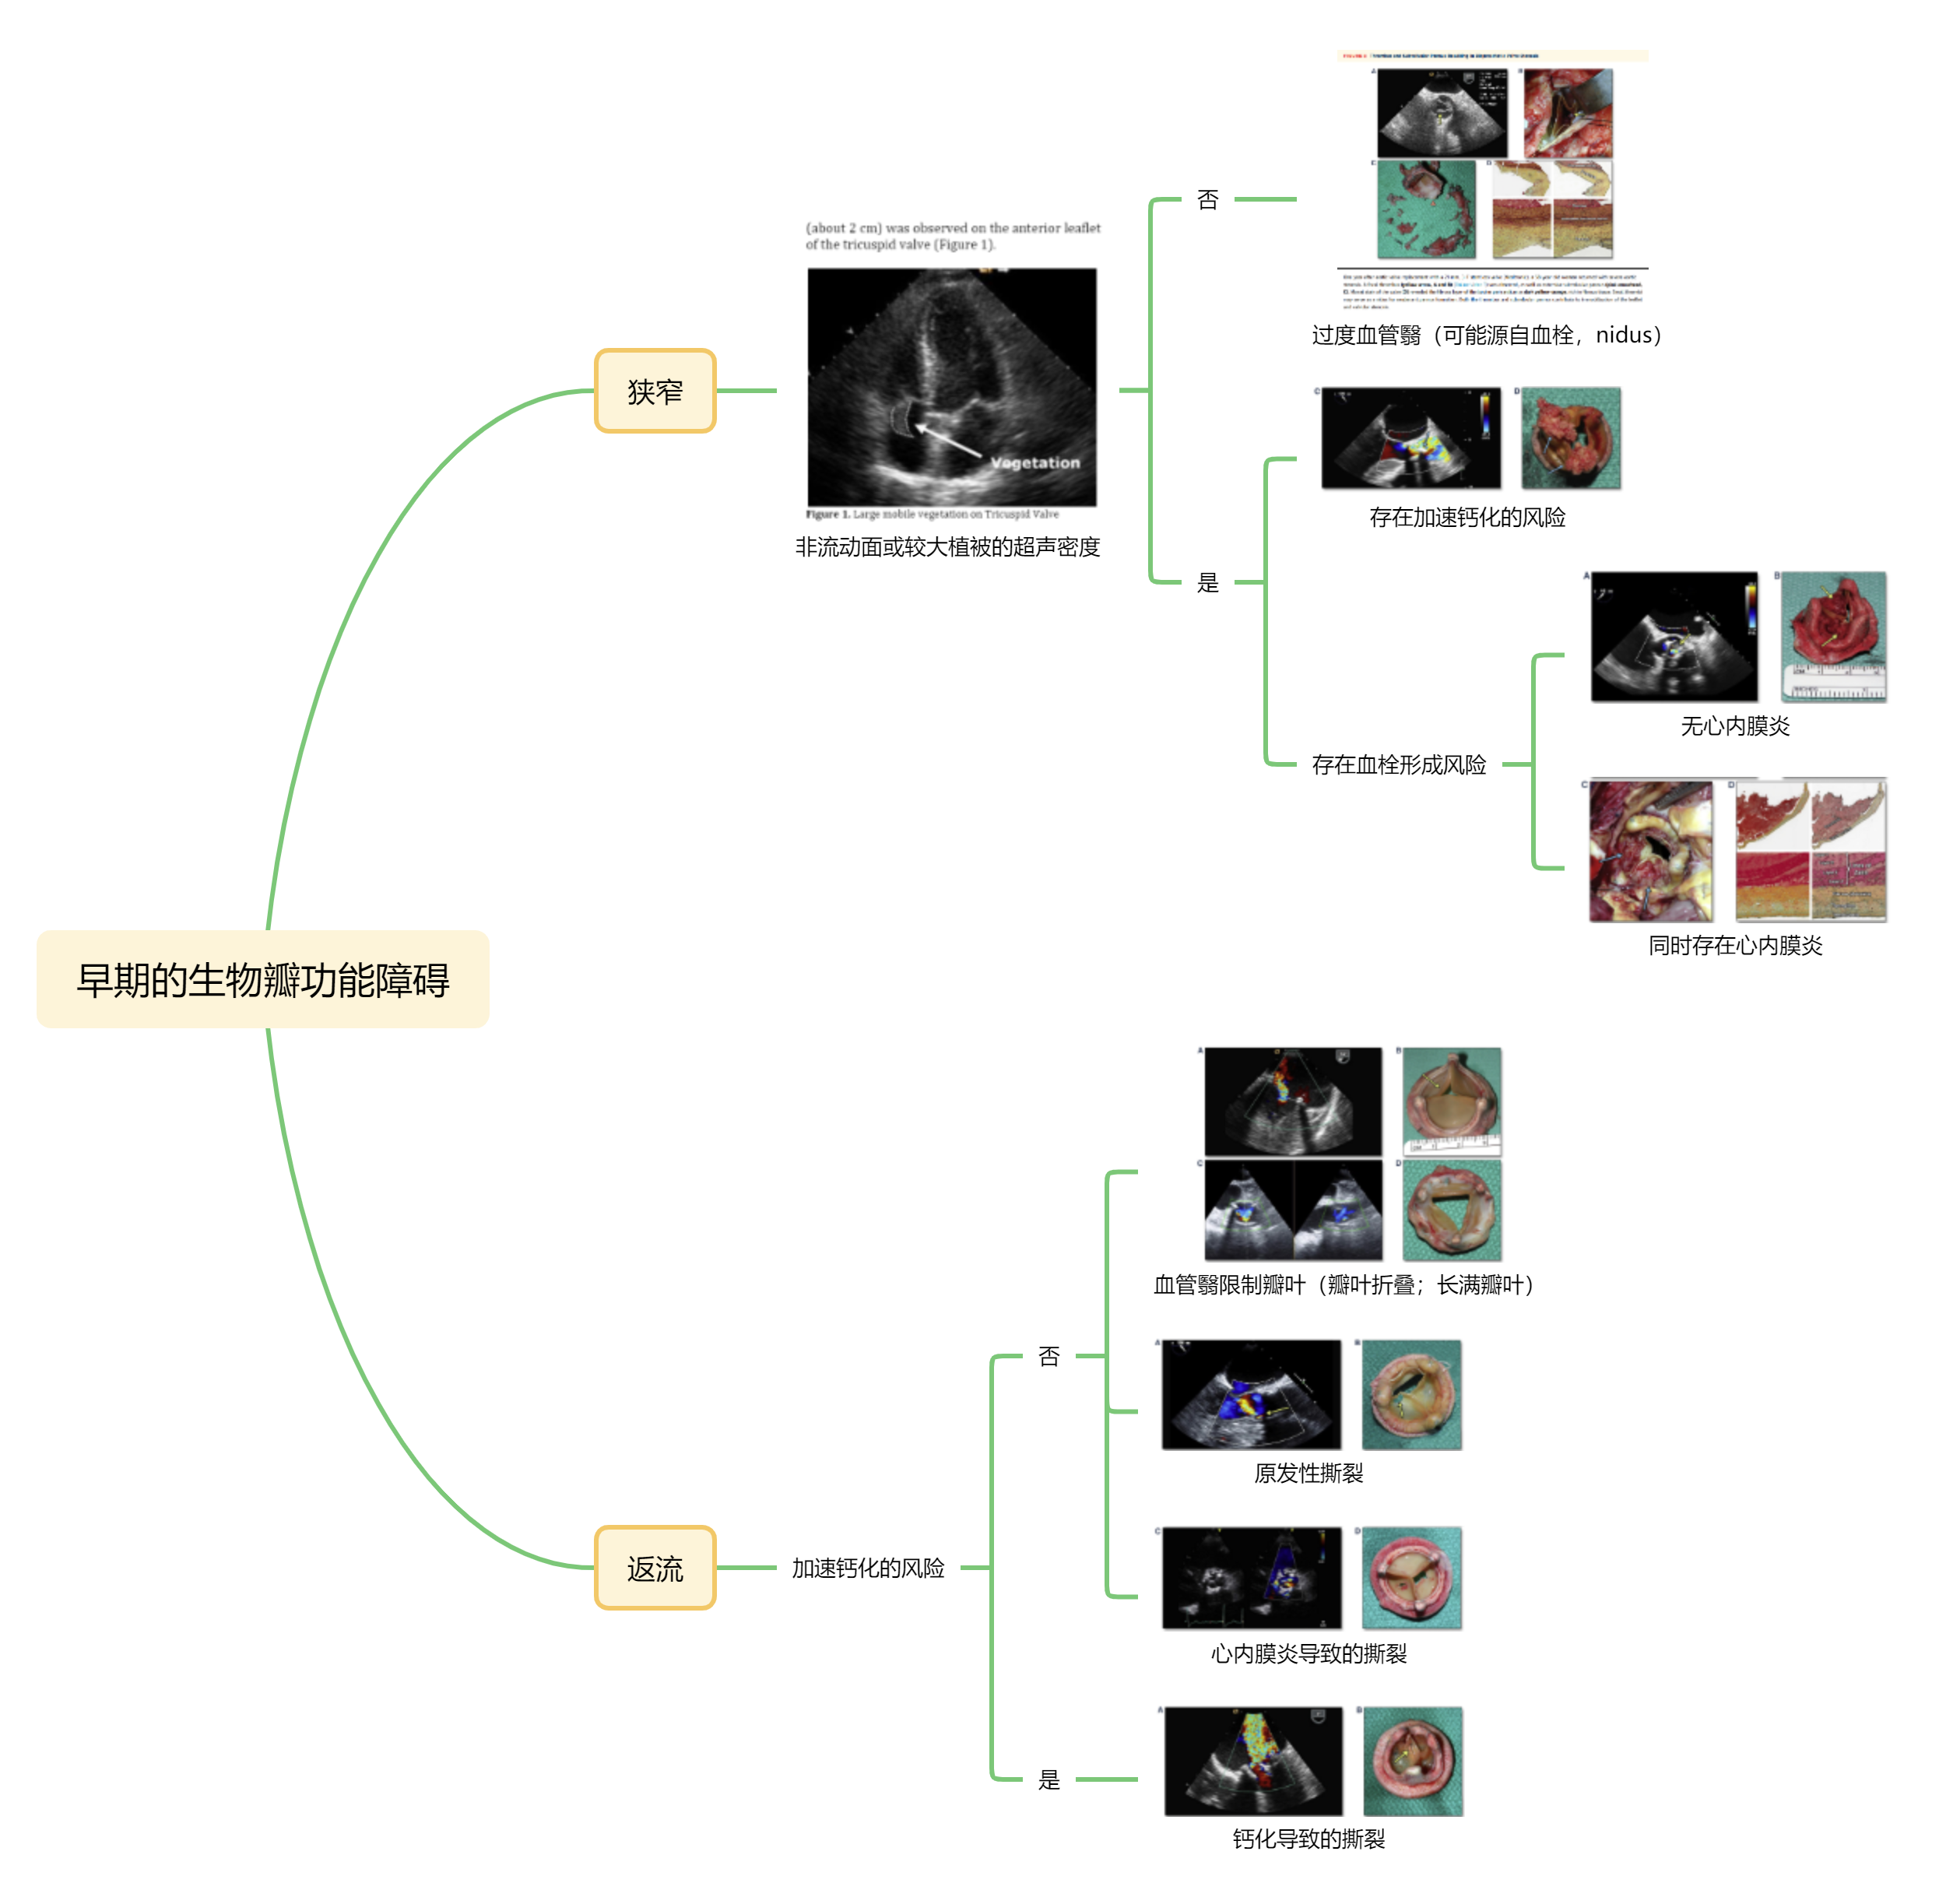 (about 2 cm) was observed on the anterior leaflet
of the tricuspid valve (Figure 1).
Vegetation
Figure 1. Large mobile vegetation on Tricuspid Valve
非流动面或较大植被的超声密度
狭窄
否
过度血管翳（可能源自血栓，nidus）
是
C
D
存在加速钙化的风险
存在血栓形成风险
A
B
无心内膜炎
C
D
同时存在心内膜炎
早期的生物瓣功能障碍
返流
加速钙化的风险
否
A
B
C
D
血管翳限制瓣叶（瓣叶折叠；长满瓣叶）
A
B
原发性撕裂
C
D
心内膜炎导致的撕裂
是
A
B
钙化导致的撕裂